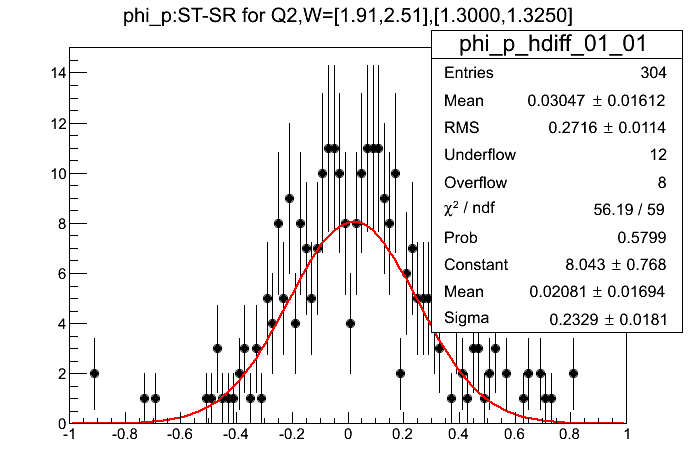 phi_p:ST-SR for Q2,W=[1.91,2.51],[1.3000,1.3250]
phi_p_hdiff_01_01
Entries 304
Mean 0.03047 ± 0.01612
RMS 0.2716 ± 0.0114
Underflow 12
Overflow 8
χ² / ndf 56.19 / 59
Prob 0.5799
Constant 8.043 ± 0.768
Mean 0.02081 ± 0.01694
Sigma 0.2329 ± 0.0181
14
12
10
8
6
4
2
0
-1 -0.8 -0.6 -0.4 -0.2 0 0.2 0.4 0.6 0.8 1